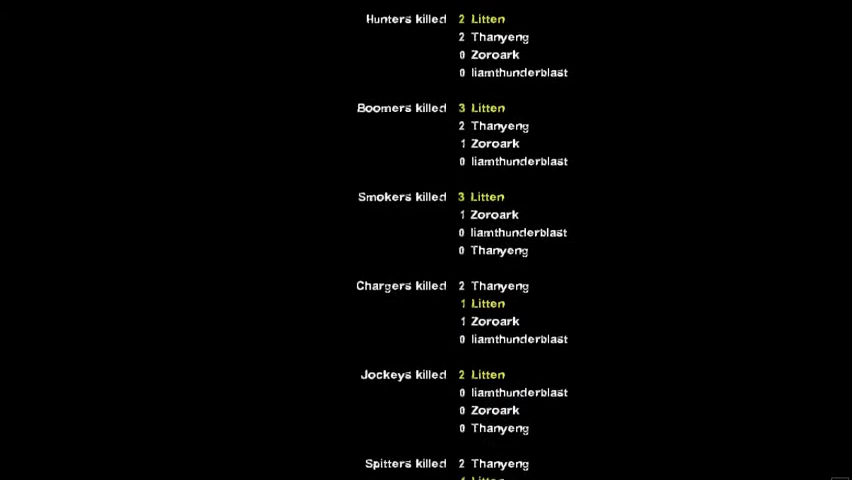 Hunters killed 2 Litten
2 Thanyeng
0 Zoroark
0 liamthunderblast
Boomers killed 3 Litten
2 Thanyeng
1 Zoroark
0 liamthunderblast
Smokers killed 3 Litten
1 Zoroark
0 liamthunderblast
0 Thanyeng
Chargers killed 2 Thanyeng
1 Litten
1 Zoroark
0 liamthunderblast
Jockeys killed 2 Litten
0 liamthunderblast
0 Zoroark
0 Thanyeng
Spitters killed 2 Thanyeng